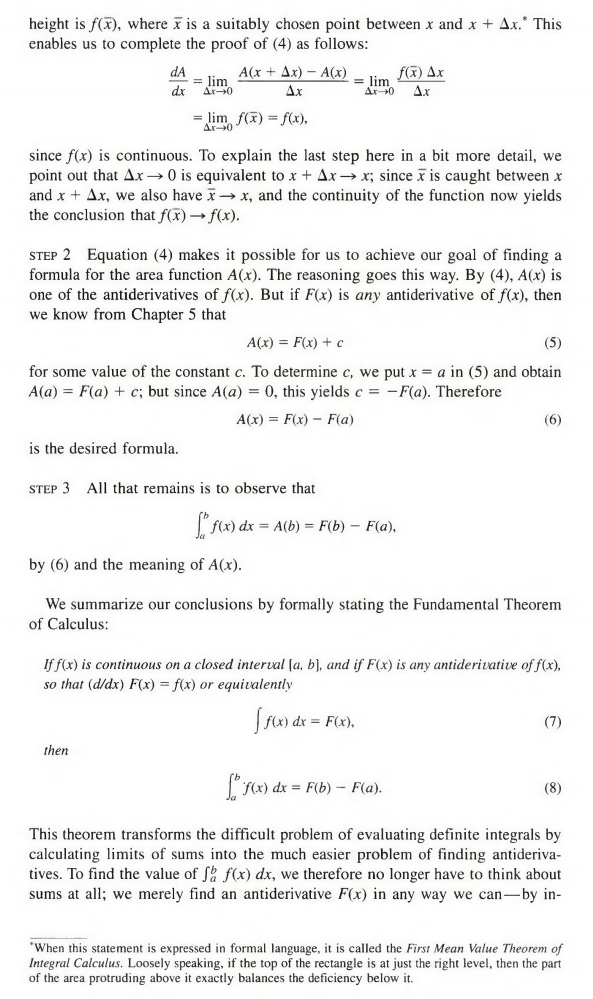 height is f(x̄), where x̄ is a suitably chosen point between x and x + Δx.* This
enables us to complete the proof of (4) as follows:
dA/dx = lim Δx→0 A(x + Δx) − A(x) / Δx = lim Δx→0 f(x̄) Δx / Δx
= lim Δx→0 f(x̄) = f(x),
since f(x) is continuous. To explain the last step here in a bit more detail, we
point out that Δx → 0 is equivalent to x + Δx → x; since x̄ is caught between x
and x + Δx, we also have x̄ → x, and the continuity of the function now yields
the conclusion that f(x̄) → f(x).
STEP 2 Equation (4) makes it possible for us to achieve our goal of finding a
formula for the area function A(x). The reasoning goes this way. By (4), A(x) is
one of the antiderivatives of f(x). But if F(x) is any antiderivative of f(x), then
we know from Chapter 5 that
A(x) = F(x) + c (5)
for some value of the constant c. To determine c, we put x = a in (5) and obtain
A(a) = F(a) + c; but since A(a) = 0, this yields c = −F(a). Therefore
A(x) = F(x) − F(a) (6)
is the desired formula.
STEP 3 All that remains is to observe that
∫ₐᵇ f(x) dx = A(b) = F(b) − F(a),
by (6) and the meaning of A(x).
We summarize our conclusions by formally stating the Fundamental Theorem
of Calculus:
If f(x) is continuous on a closed interval [a, b], and if F(x) is any antiderivative of f(x),
so that (d/dx) F(x) = f(x) or equivalently
∫ f(x) dx = F(x), (7)
then
∫ₐᵇ f(x) dx = F(b) − F(a). (8)
This theorem transforms the difficult problem of evaluating definite integrals by
calculating limits of sums into the much easier problem of finding antideriva-
tives. To find the value of ∫ₐᵇ f(x) dx, we therefore no longer have to think about
sums at all; we merely find an antiderivative F(x) in any way we can—by in-
*When this statement is expressed in formal language, it is called the First Mean Value Theorem of
Integral Calculus. Loosely speaking, if the top of the rectangle is at just the right level, then the part
of the area protruding above it exactly balances the deficiency below it.